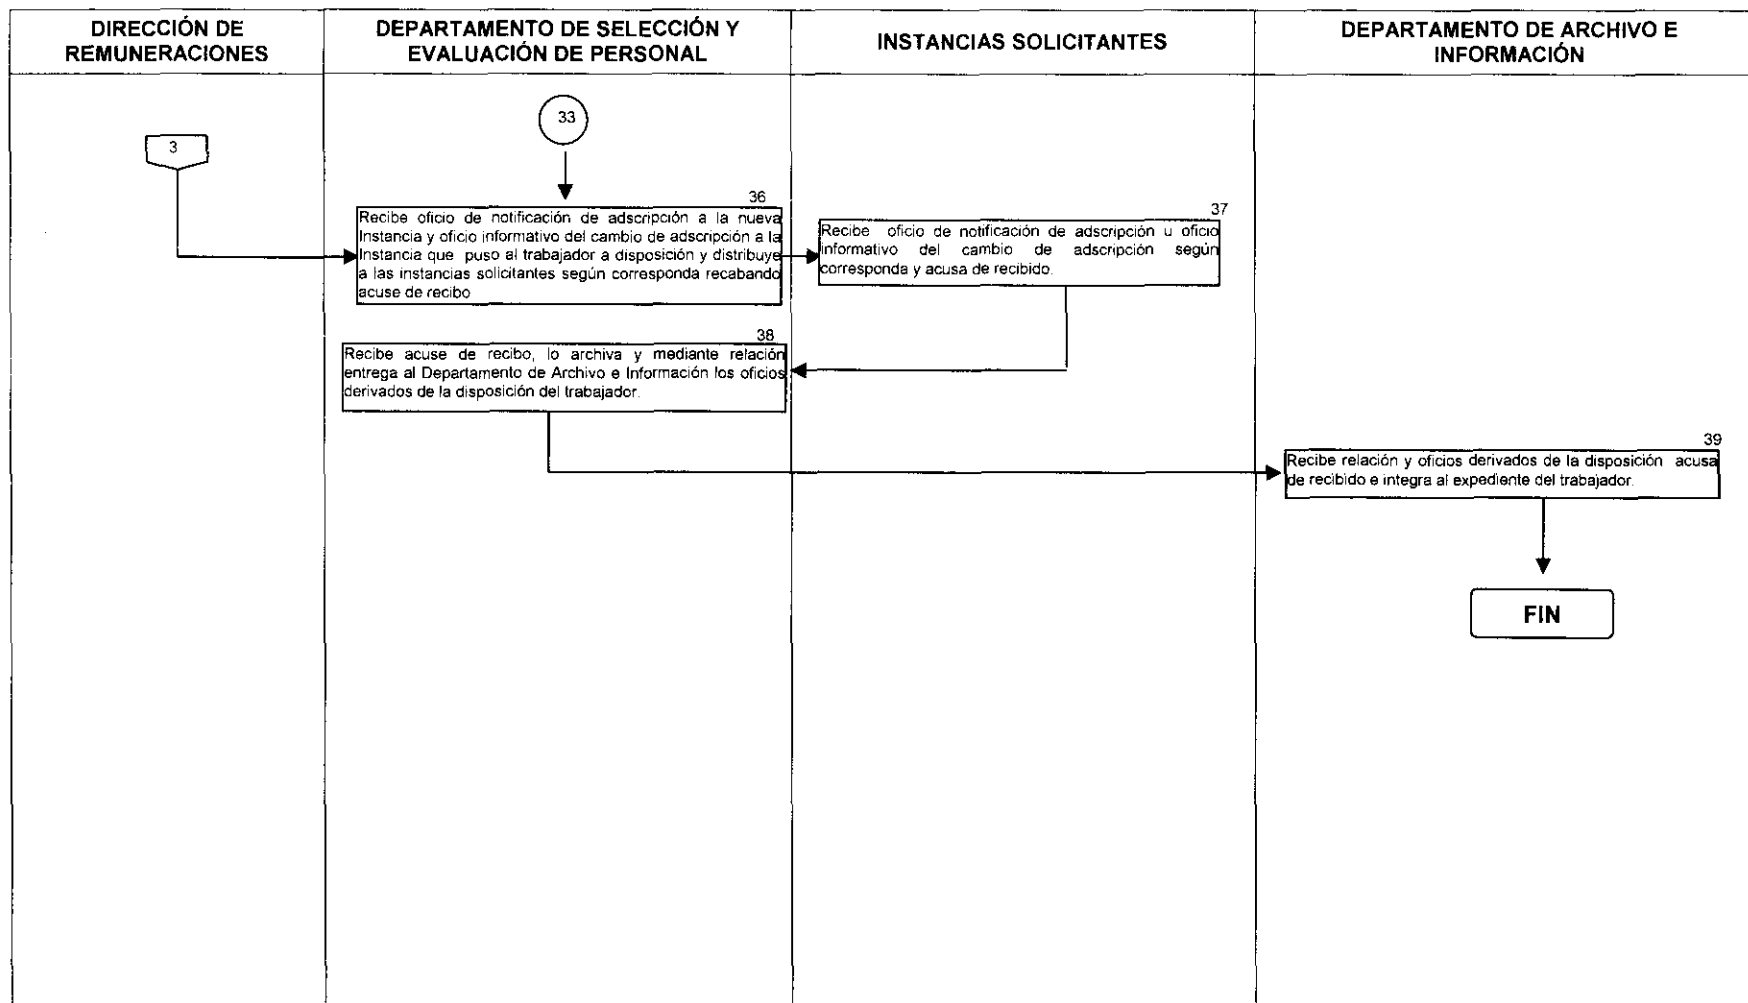 DIRECCIÓN DE
REMUNERACIONES
DEPARTAMENTO DE SELECCIÓN Y
EVALUACIÓN DE PERSONAL
INSTANCIAS SOLICITANTES
DEPARTAMENTO DE ARCHIVO E
INFORMACIÓN
3
33
36
Recibe oficio de notificación de adscripción a la nueva
Instancia y oficio informativo del cambio de adscripción a la
Instancia que puso al trabajador a disposición y distribuye
a las instancias solicitantes según corresponda recabando
acuse de recibo
37
Recibe oficio de notificación de adscripción u oficio
informativo del cambio de adscripción según
corresponda y acusa de recibido.
38
Recibe acuse de recibo, lo archiva y mediante relación
entrega al Departamento de Archivo e Información los oficios
derivados de la disposición del trabajador.
39
Recibe relación y oficios derivados de la disposición acusa
de recibido e integra al expediente del trabajador.
FIN